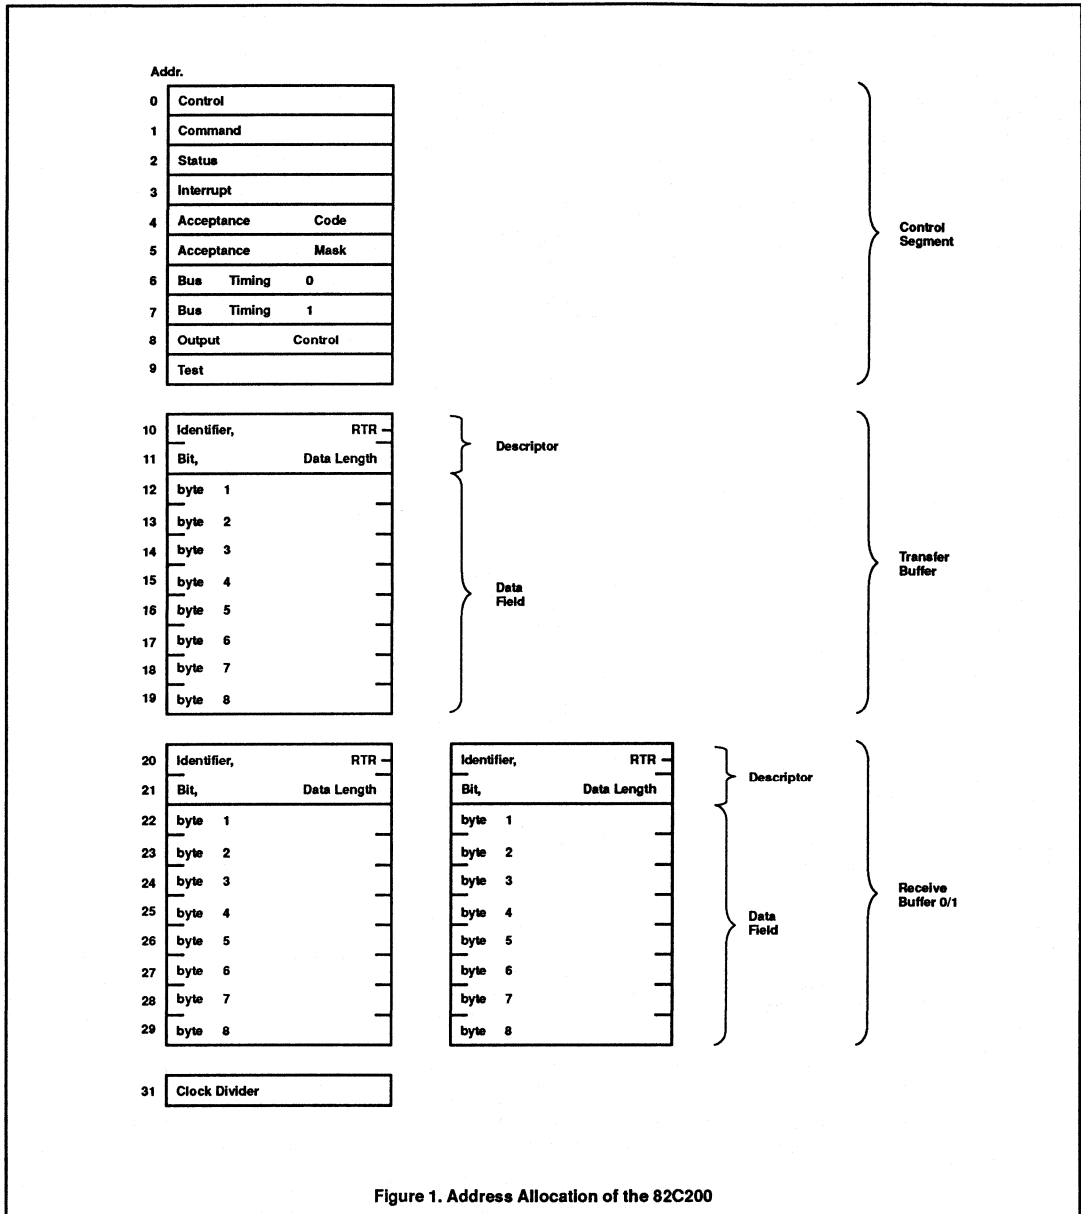 Addr.
0 Control
1 Command
2 Status
3 Interrupt
4 Acceptance Code
5 Acceptance Mask
6 Bus Timing 0
7 Bus Timing 1
8 Output Control
9 Test
Control
Segment
10 Identifier, RTR
11 Bit, Data Length
12 byte 1
13 byte 2
14 byte 3
15 byte 4
16 byte 5
17 byte 6
18 byte 7
19 byte 8
Descriptor
Data
Field
Transfer
Buffer
20 Identifier, RTR
21 Bit, Data Length
22 byte 1
23 byte 2
24 byte 3
25 byte 4
26 byte 5
27 byte 6
28 byte 7
29 byte 8
Identifier, RTR
Bit, Data Length
byte 1
byte 2
byte 3
byte 4
byte 5
byte 6
byte 7
byte 8
Descriptor
Data
Field
Receive
Buffer 0/1
31 Clock Divider
Figure 1. Address Allocation of the 82C200